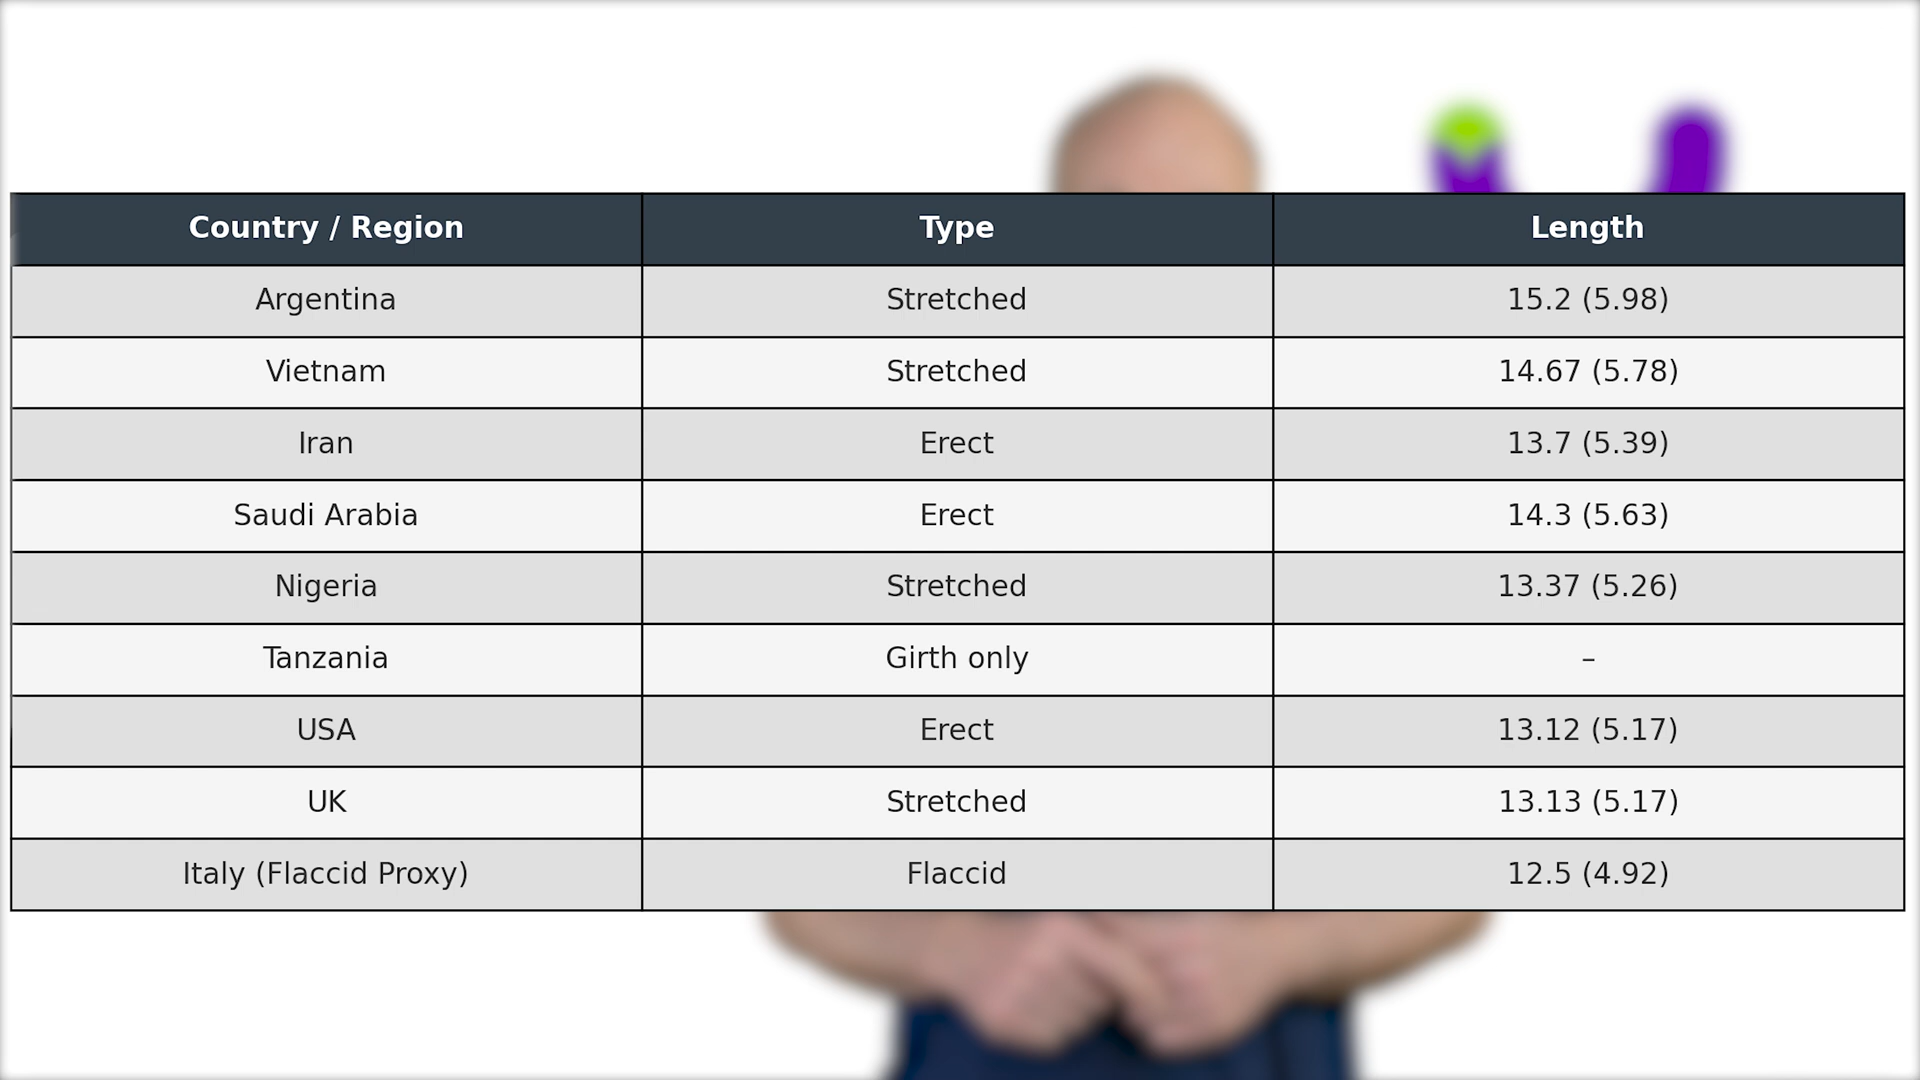 Country / Region Type Length
Argentina Stretched 15.2 (5.98)
Vietnam Stretched 14.67 (5.78)
Iran Erect 13.7 (5.39)
Saudi Arabia Erect 14.3 (5.63)
Nigeria Stretched 13.37 (5.26)
Tanzania Girth only –
USA Erect 13.12 (5.17)
UK Stretched 13.13 (5.17)
Italy (Flaccid Proxy) Flaccid 12.5 (4.92)